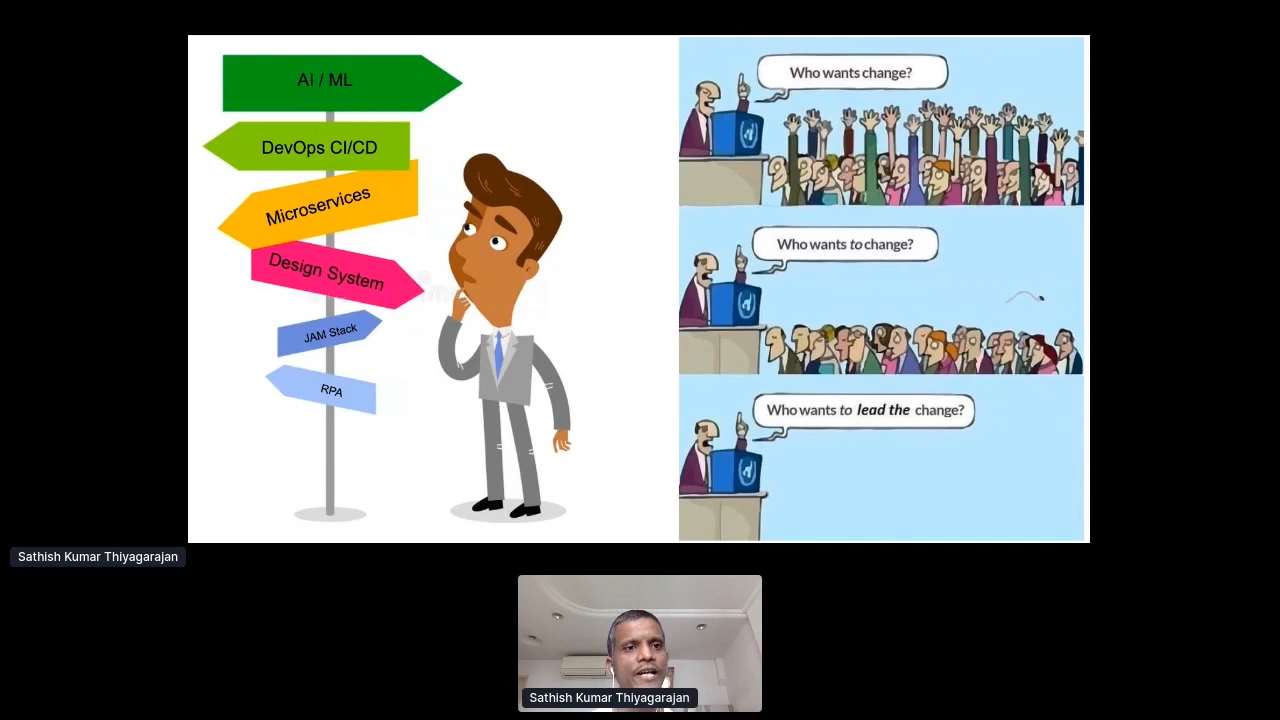 AI / ML
DevOps CI/CD
Microservices
Design System
JAM Stack
RPA
Who wants change?
Who wants to change?
Who wants to lead the change?
Sathish Kumar Thiyagarajan
Sathish Kumar Thiyagarajan